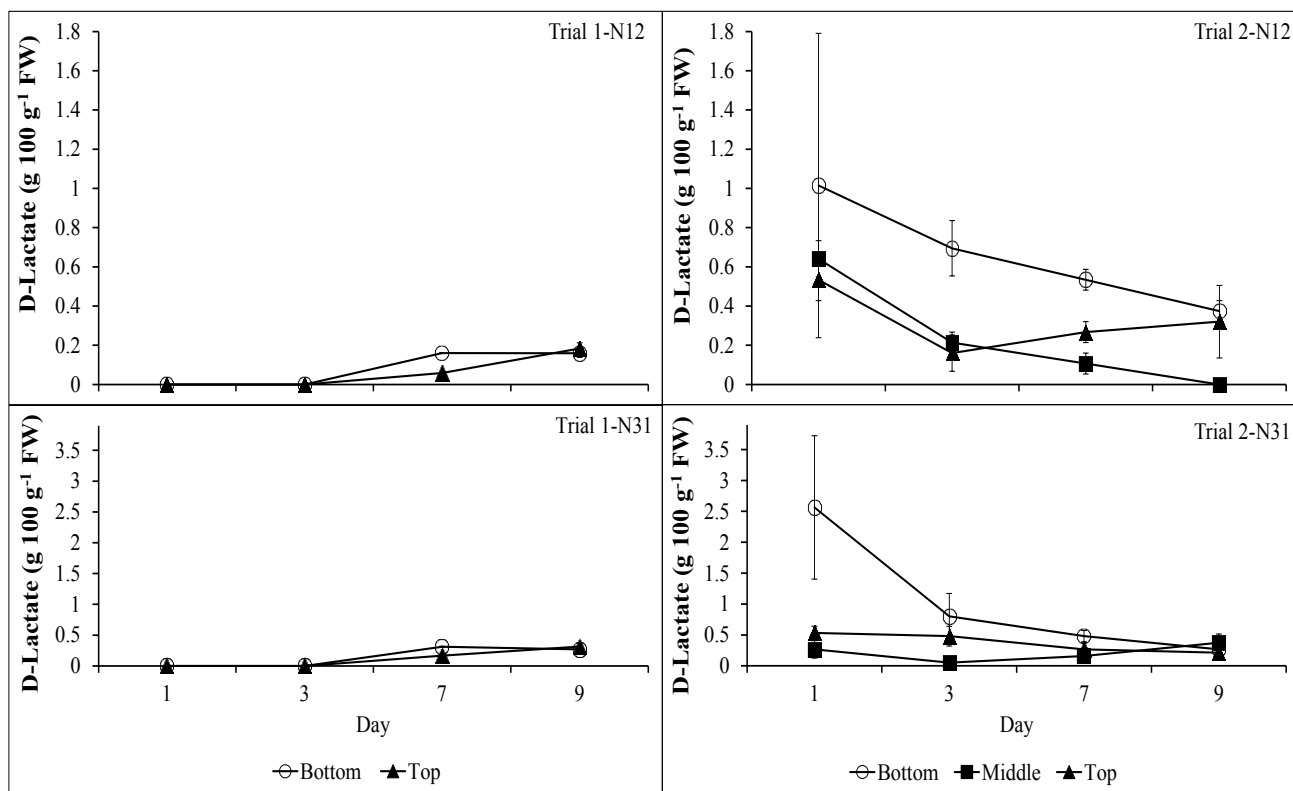 Trial 1-N12
D-Lactate (g 100 g⁻¹ FW)
1.8
1.6
1.4
1.2
1
0.8
0.6
0.4
0.2
0
Trial 2-N12
D-Lactate (g 100 g⁻¹ FW)
1.8
1.6
1.4
1.2
1
0.8
0.6
0.4
0.2
0
Trial 1-N31
D-Lactate (g 100 g⁻¹ FW)
3.5
3
2.5
2
1.5
1
0.5
0
1 3 7 9
Day
Bottom Top
Trial 2-N31
D-Lactate (g 100 g⁻¹ FW)
3.5
3
2.5
2
1.5
1
0.5
0
1 3 7 9
Day
Bottom Middle Top